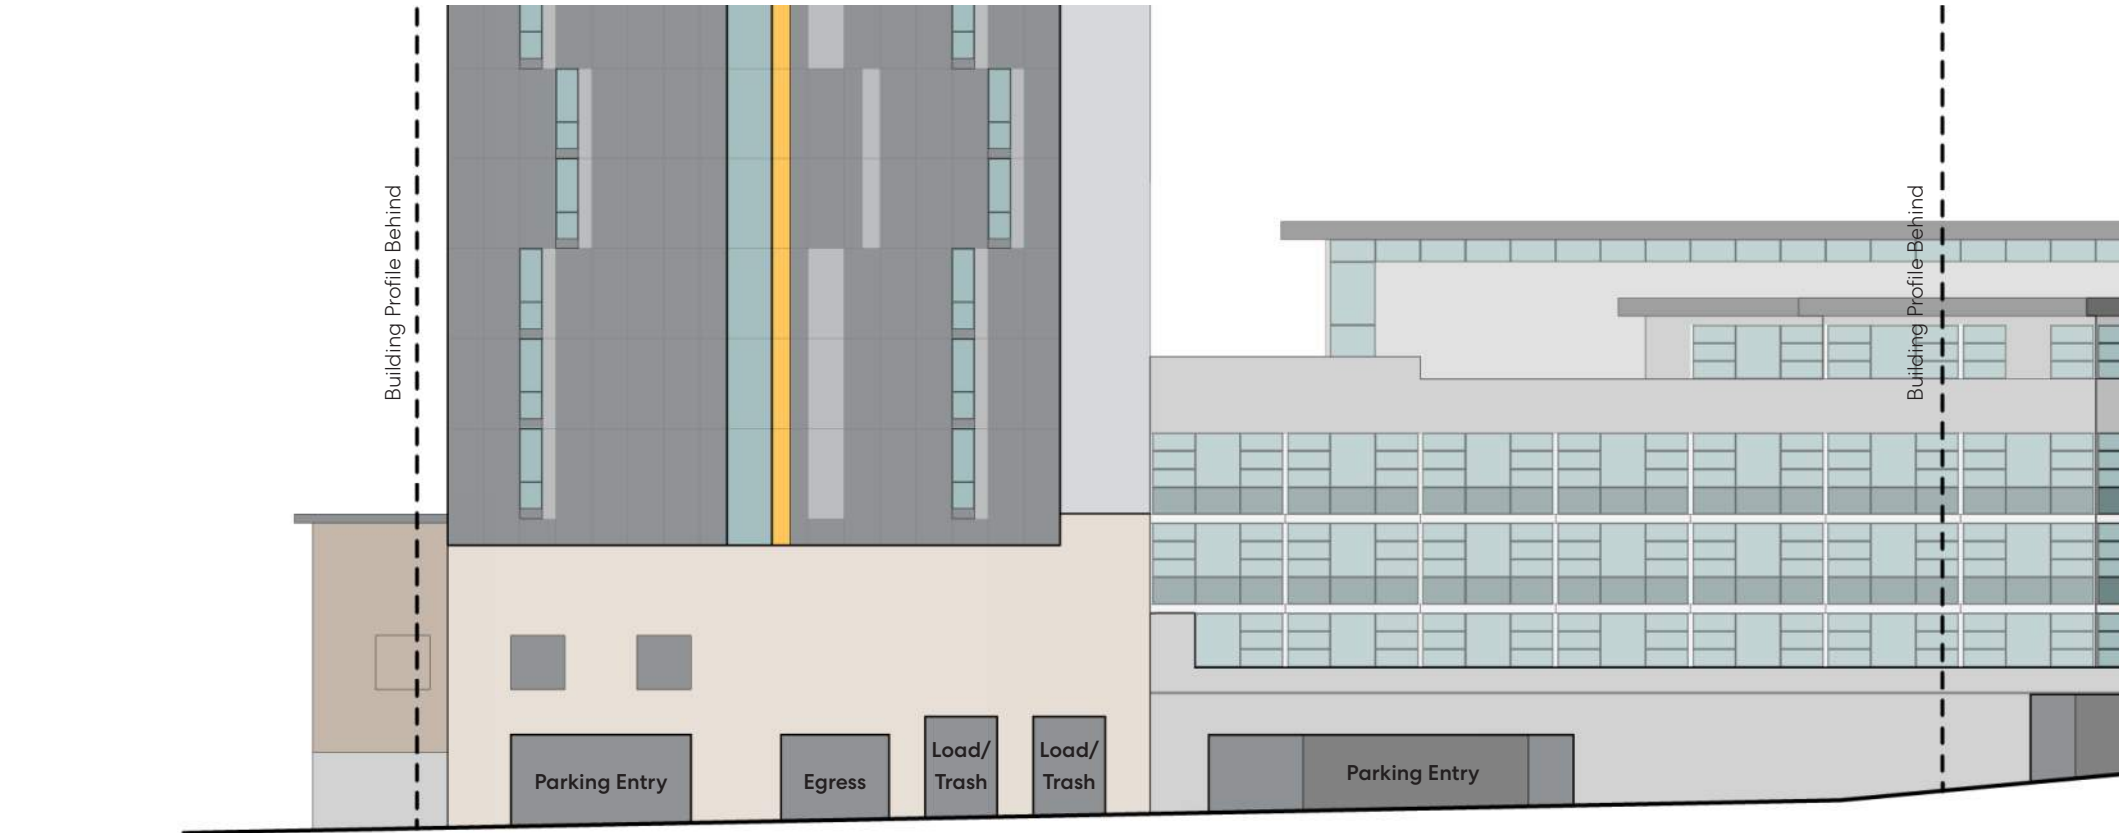 Building Profile Behind
Building Profile Behind
Parking Entry
Egress
Load/
Trash
Load/
Trash
Parking Entry